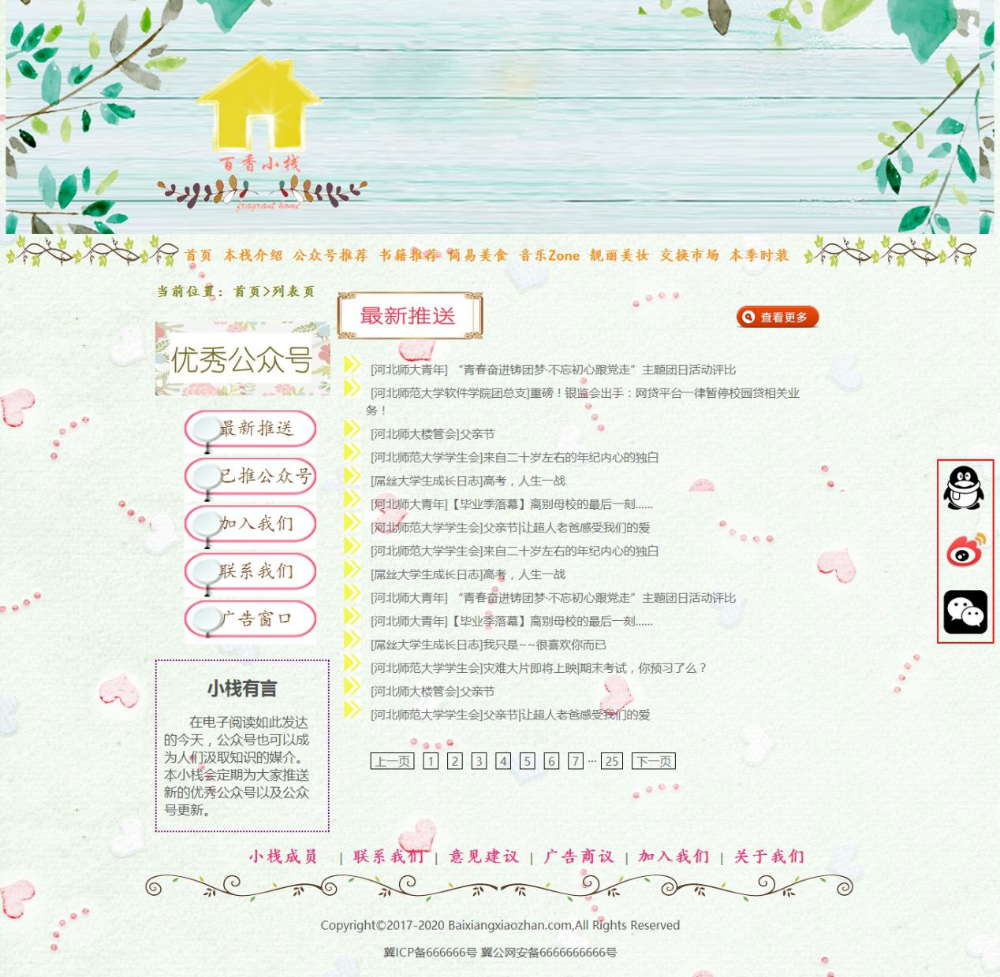 百香小栈
fragrant home
首页 本栈介绍 公众号推荐 书籍推荐 简易美食 音乐Zone 靓丽美妆 交换市场 本季时装
当前位置：首页>列表页
优秀公众号
最新推送
已推公众号
加入我们
联系我们
广告窗口
小栈有言
在电子阅读如此发达
的今天，公众号也可以成
为人们汲取知识的媒介。
本小栈会定期为大家推送
新的优秀公众号以及公众
号更新。
最新推送
查看更多
[河北师大青年] “青春奋进铸团梦·不忘初心跟党走”主题团日活动评比
[河北师范大学软件学院团总支]重磅！银监会出手：网贷平台一律暂停校园贷相关业
务！
[河北师大楼管会]父亲节
[河北师范大学学生会]来自二十岁左右的年纪内心的独白
[屌丝大学生成长日志]高考，人生一战
[河北师大青年]【毕业季落幕】离别母校的最后一刻......
[河北师范大学学生会]父亲节|让超人老爸感受我们的爱
[河北师范大学学生会]来自二十岁左右的年纪内心的独白
[屌丝大学生成长日志]高考，人生一战
[河北师大青年] “青春奋进铸团梦·不忘初心跟党走”主题团日活动评比
[河北师大青年]【毕业季落幕】离别母校的最后一刻......
[屌丝大学生成长日志]我只是~~很喜欢你而已
[河北师范大学学生会]灾难大片即将上映|期末考试，你预习了么？
[河北师大楼管会]父亲节
[河北师范大学学生会]父亲节|让超人老爸感受我们的爱
上一页 1 2 3 4 5 6 7 ··· 25 下一页
小栈成员 | 联系我们 | 意见建议 | 广告商议 | 加入我们 | 关于我们
Copyright©2017-2020 Baixiangxiaozhan.com,All Rights Reserved
冀ICP备666666号 冀公网安备6666666666号